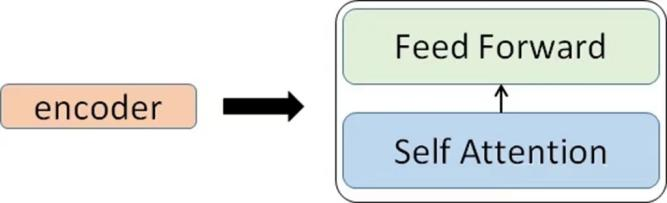 encoder
Feed Forward
Self Attention